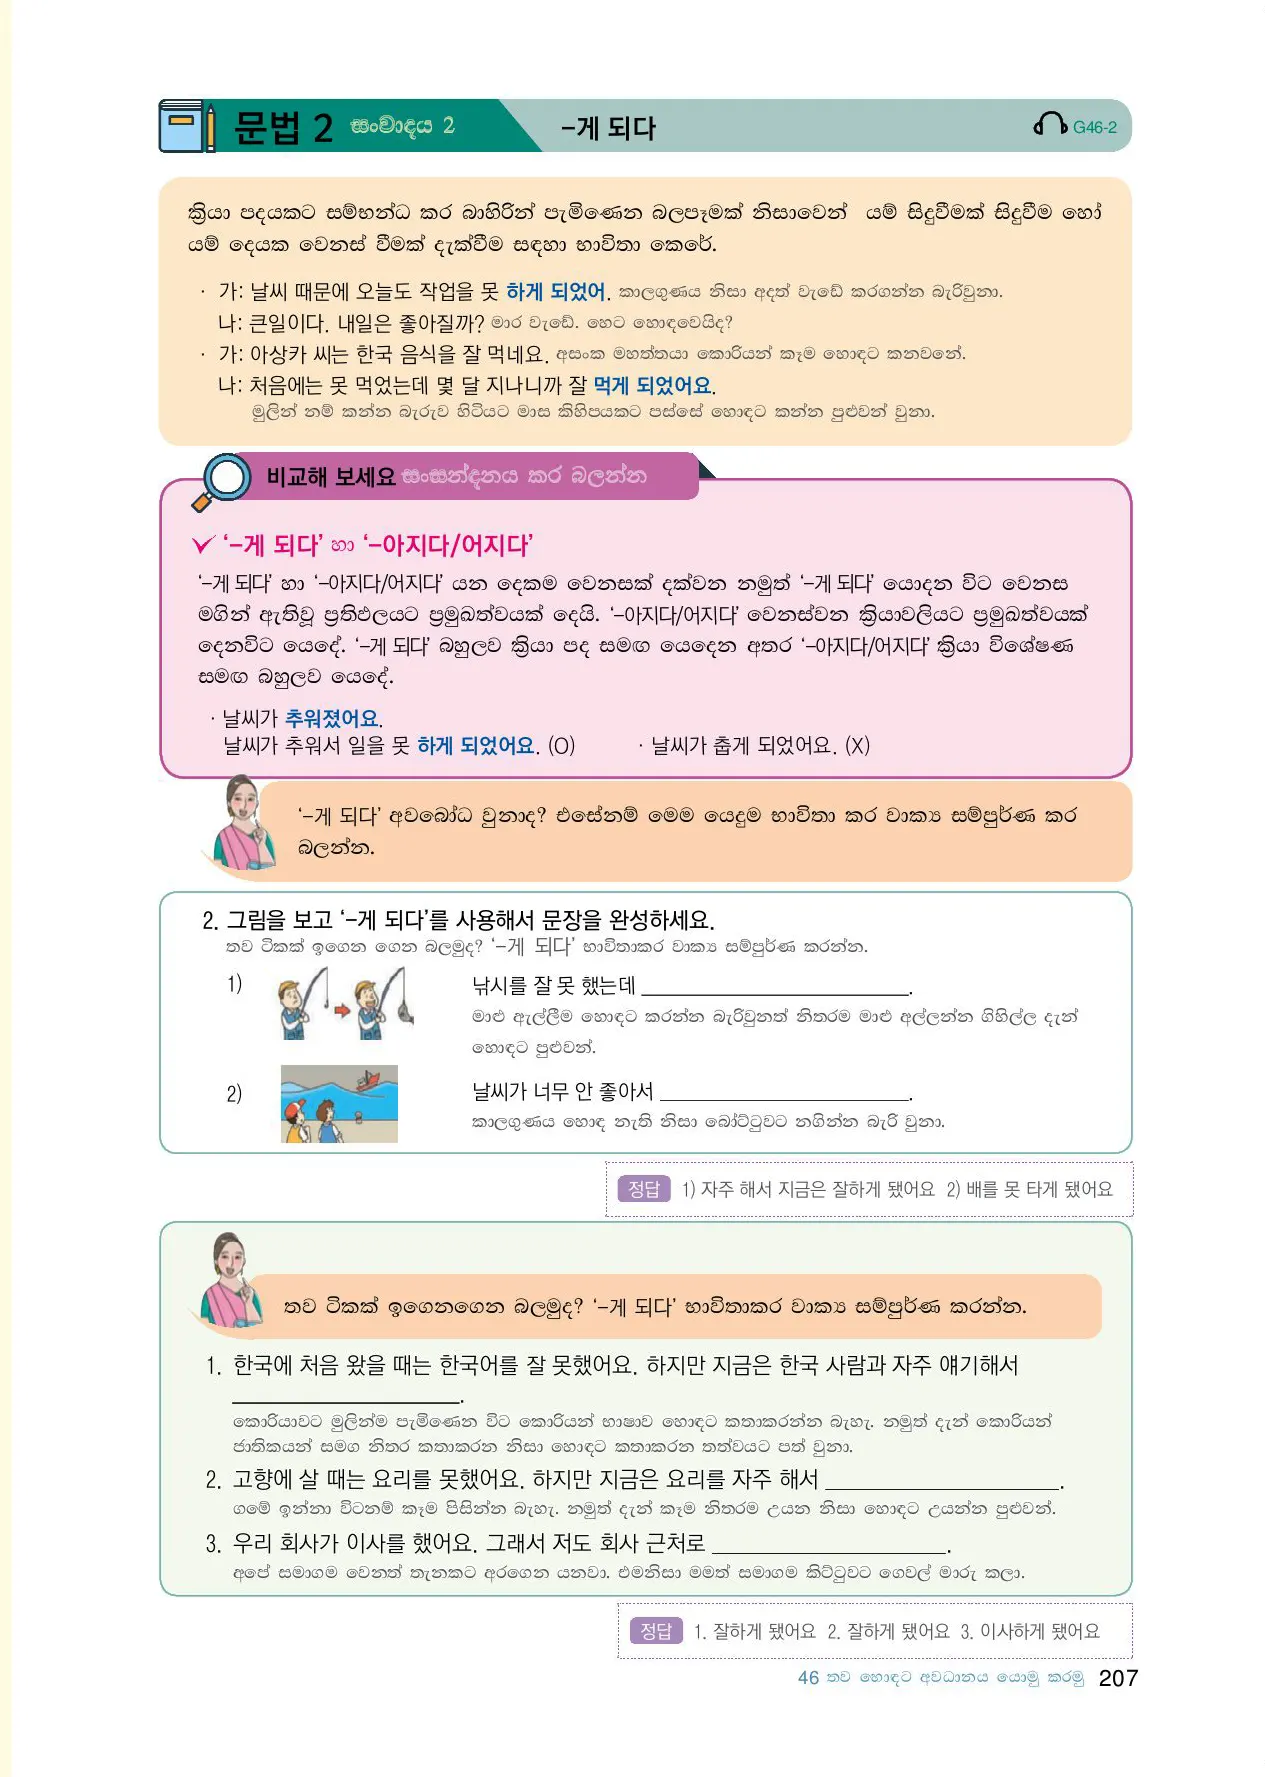 문법 2 සංවාදය 2 -게 되다 G46-2
ක්‍රියා පදයකට සම්භන්ධ කර බාහිරින් පැමිණෙන බලපෑමක් නිසාවෙන් යම් සිදුවීමක් සිදුවීම හෝ
යම් දෙයක වෙනස් වීමක් දැක්වීම සඳහා භාවිතා කෙරේ.
· 가: 날씨 때문에 오늘도 작업을 못 하게 되었어. කාලගුණය නිසා අදත් වැඩේ කරගන්න බැරිවුනා.
나: 큰일이다. 내일은 좋아질까? මාර වැඩේ. හෙට හොඳවෙයිද?
· 가: 아상카 씨는 한국 음식을 잘 먹네요. අසංක මහත්තයා කොරියන් කෑම හොඳට කනවනේ.
나: 처음에는 못 먹었는데 몇 달 지나니까 잘 먹게 되었어요.
මුලින් නම් කන්න බැරුව හිටියට මාස කිහිපයකට පස්සේ හොඳට කන්න පුළුවන් වුනා.
비교해 보세요 සංසන්දනය කර බලන්න
‘-게 되다’ හා ‘-아지다/어지다’
‘-게 되다’ හා ‘-아지다/어지다’ යන දෙකම වෙනසක් දක්වන නමුත් ‘-게 되다’ යොදන විට වෙනස
මගින් ඇතිවූ ප්‍රතිඵලයට ප්‍රමුඛත්වයක් දෙයි. ‘-아지다/어지다’ වෙනස්වන ක්‍රියාවලියට ප්‍රමුඛත්වයක්
දෙනවිට යෙදේ. ‘-게 되다’ බහුලව ක්‍රියා පද සමඟ යෙදෙන අතර ‘-아지다/어지다’ ක්‍රියා විශේෂණ
සමඟ බහුලව යෙදේ.
· 날씨가 추워졌어요.
날씨가 추워서 일을 못 하게 되었어요. (O) · 날씨가 춥게 되었어요. (X)
‘-게 되다’ අවබෝධ වුනාද? එසේනම් මෙම යෙදුම භාවිතා කර වාක්‍ය සම්පුර්ණ කර
බලන්න.
2. 그림을 보고 ‘-게 되다’를 사용해서 문장을 완성하세요.
තව ටිකක් ඉගෙන ගෙන බලමුද? ‘-게 되다’ භාවිතාකර වාක්‍ය සම්පුර්ණ කරන්න.
1) 낚시를 잘 못 했는데 ____________________.
මාළු ඇල්ලීම හොඳට කරන්න බැරිවුනත් නිතරම මාළු අල්ලන්න ගිහිල්ල දැන්
හොඳට පුළුවන්.
2) 날씨가 너무 안 좋아서 ____________________.
කාලගුණය හොඳ නැති නිසා බෝට්ටුවට නගින්න බැරි වුනා.
정답 1) 자주 해서 지금은 잘하게 됐어요 2) 배를 못 타게 됐어요
තව ටිකක් ඉගෙනගෙන බලමුද? ‘-게 되다’ භාවිතාකර වාක්‍ය සම්පුර්ණ කරන්න.
1. 한국에 처음 왔을 때는 한국어를 잘 못했어요. 하지만 지금은 한국 사람과 자주 얘기해서
____________________.
කොරියාවට මුලින්ම පැමිණෙන විට කොරියන් භාෂාව හොඳට කතාකරන්න බැහැ. නමුත් දැන් කොරියන්
ජාතිකයන් සමග නිතර කතාකරන නිසා හොඳට කතාකරන තත්වයට පත් වුනා.
2. 고향에 살 때는 요리를 못했어요. 하지만 지금은 요리를 자주 해서 ____________________.
ගමේ ඉන්නා විටනම් කෑම පිසින්න බැහැ. නමුත් දැන් කෑම නිතරම උයන නිසා හොඳට උයන්න පුළුවන්.
3. 우리 회사가 이사를 했어요. 그래서 저도 회사 근처로 ____________________.
අපේ සමාගම වෙනත් තැනකට අරගෙන යනවා. එමනිසා මමත් සමාගම කිට්ටුවට ගෙවල් මාරු කලා.
정답 1. 잘하게 됐어요 2. 잘하게 됐어요 3. 이사하게 됐어요
46 තව හොඳට අවධානය යොමු කරමු 207